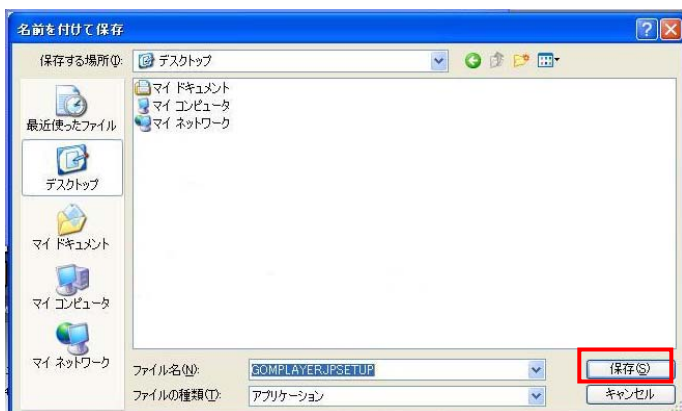 名前を付けて保存
保存する場所(I):
デスクトップ
最近使ったファイル
デスクトップ
マイ ドキュメント
マイ コンピュータ
マイ ネットワーク
マイ ドキュメント
マイ コンピュータ
マイ ネットワーク
ファイル名(N):
GOMPLAYERJPSETUP
保存(S)
ファイルの種類(T):
アプリケーション
キャンセル